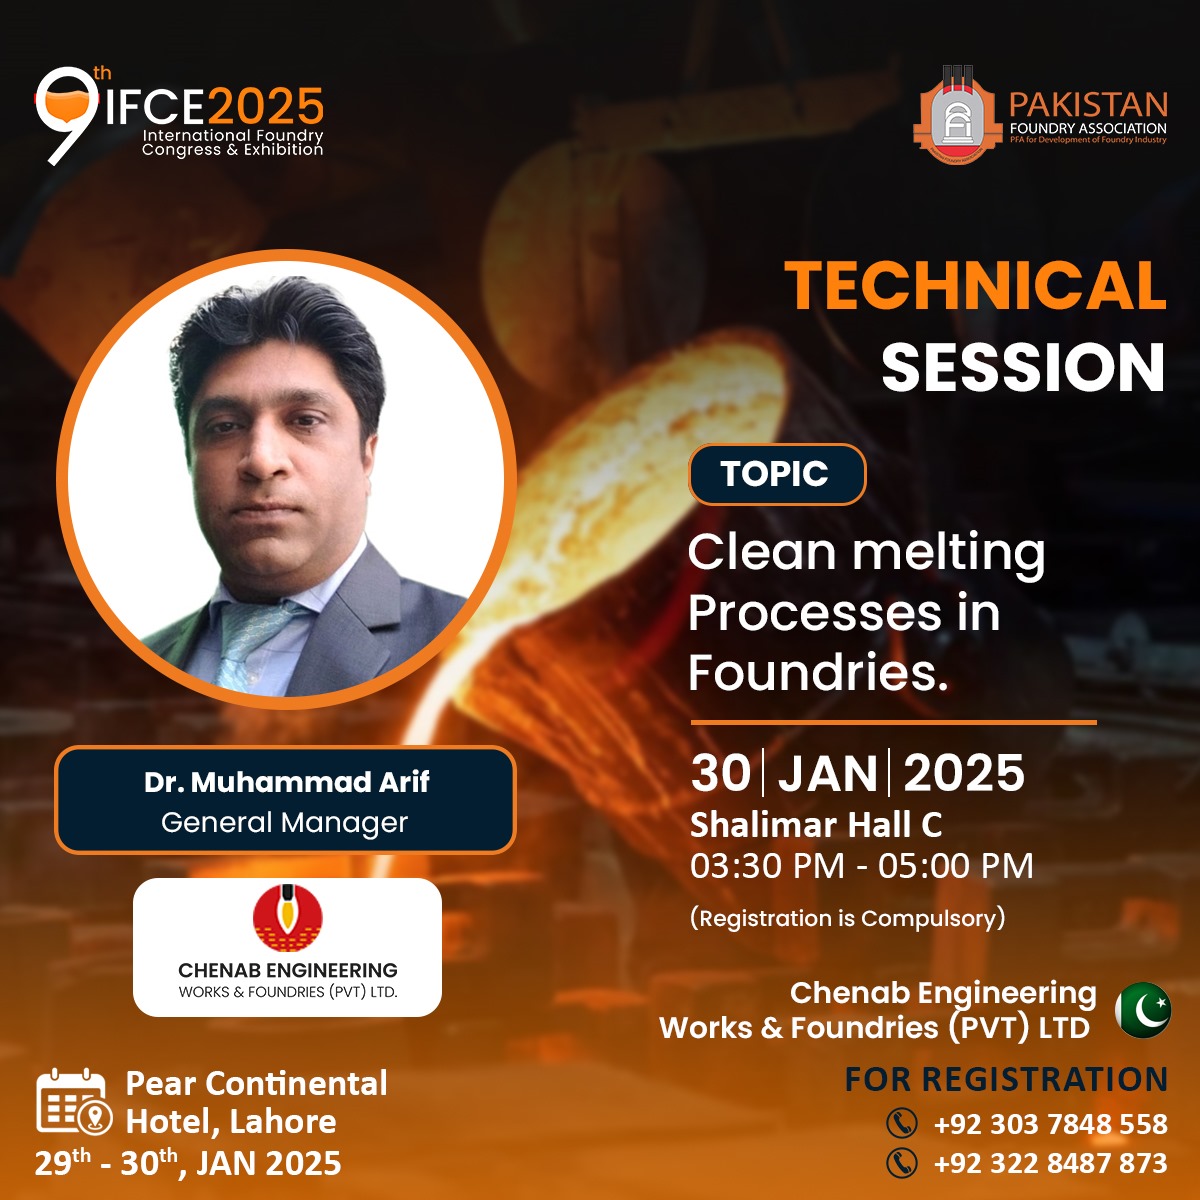 9th IFCE2025
International Foundry
Congress & Exhibition
PAKISTAN
FOUNDRY ASSOCIATION
PFA for Development of Foundry Industry
TECHNICAL
SESSION
TOPIC
Clean melting
Processes in
Foundries.
30 | JAN | 2025
Shalimar Hall C
03:30 PM - 05:00 PM
(Registration is Compulsory)
Dr. Muhammad Arif
General Manager
CHENAB ENGINEERING
WORKS & FOUNDRIES (PVT) LTD.
Chenab Engineering
Works & Foundries (PVT) LTD
Pear Continental
Hotel, Lahore
29th - 30th, JAN 2025
FOR REGISTRATION
+92 303 7848 558
+92 322 8487 873